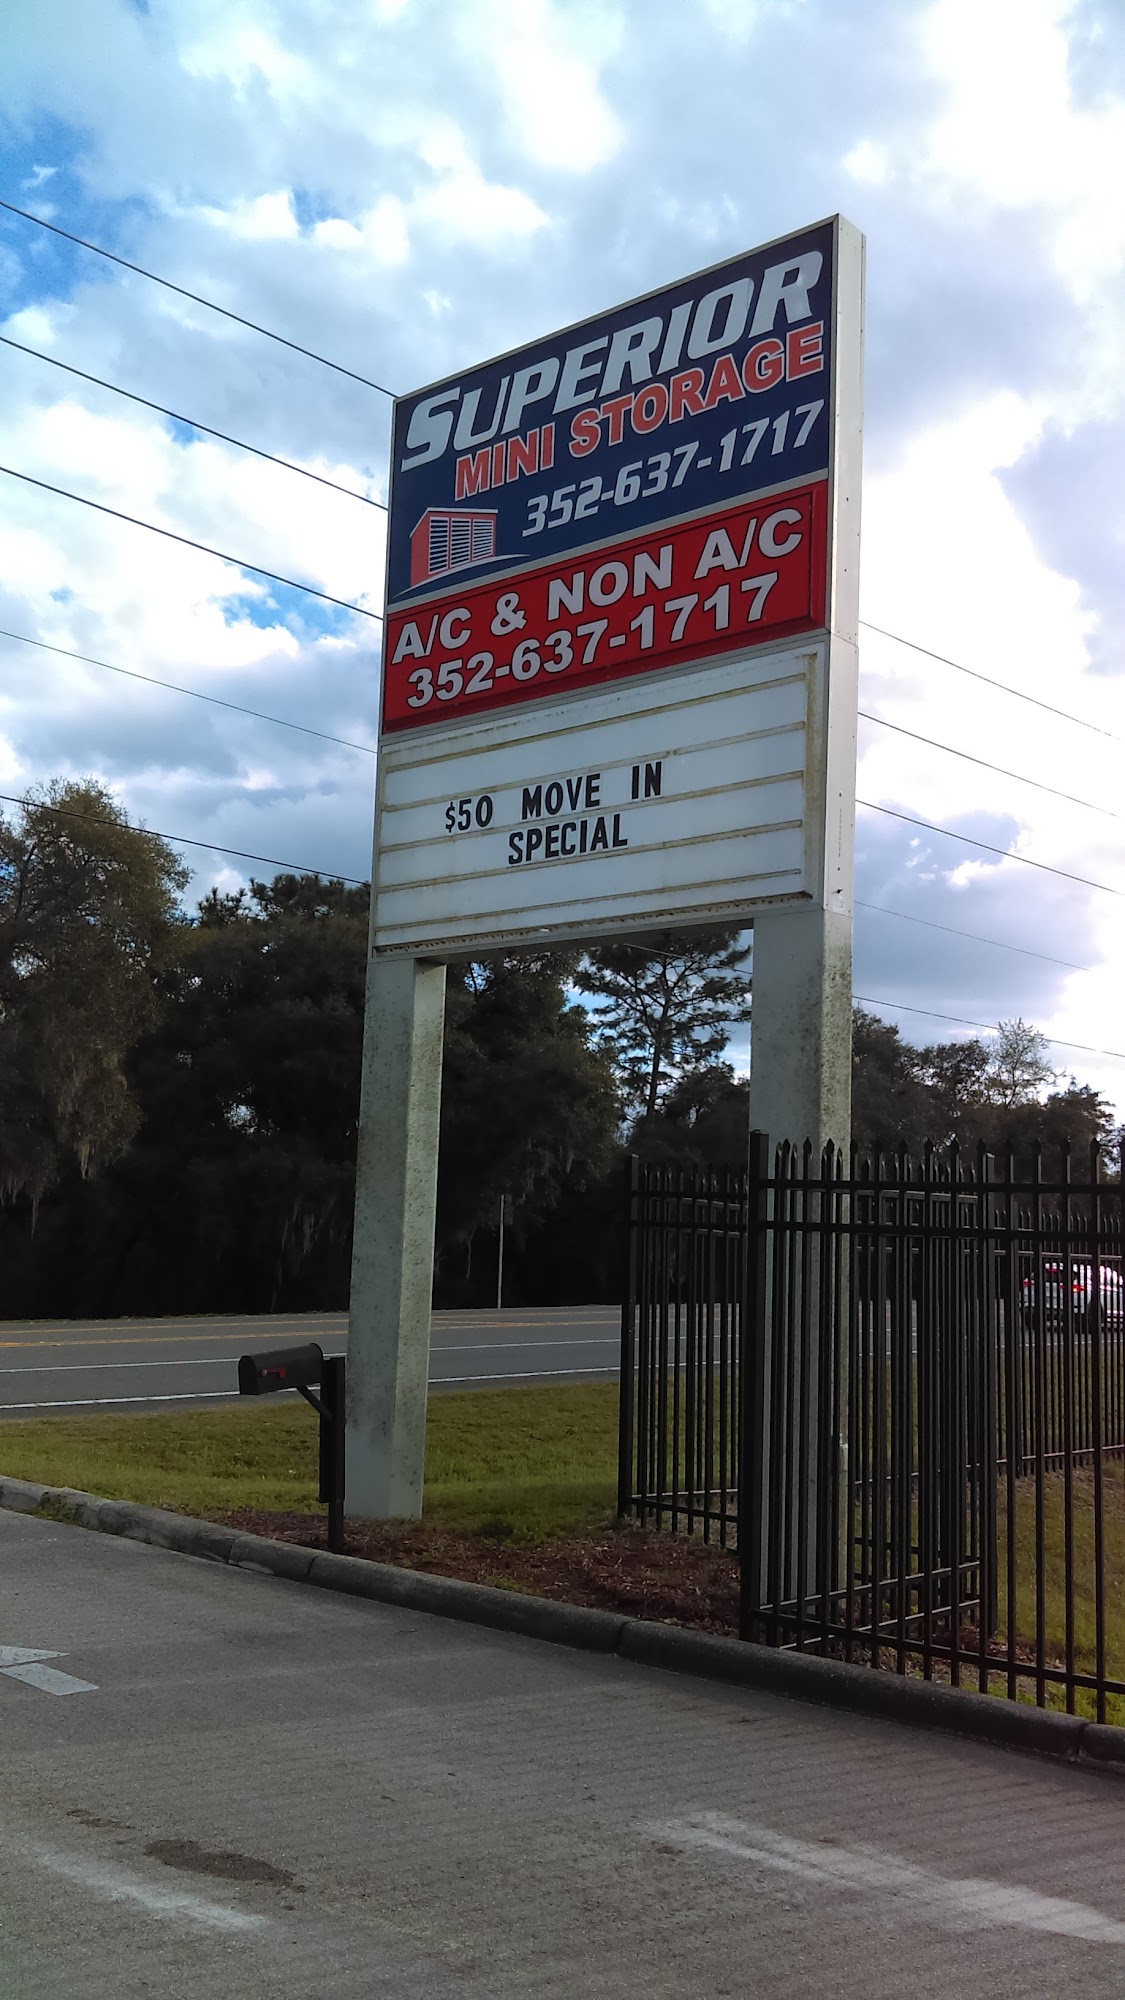 SUPERIOR
MINI STORAGE
352-637-1717
A/C & NON A/C
352-637-1717
$50 MOVE IN
SPECIAL